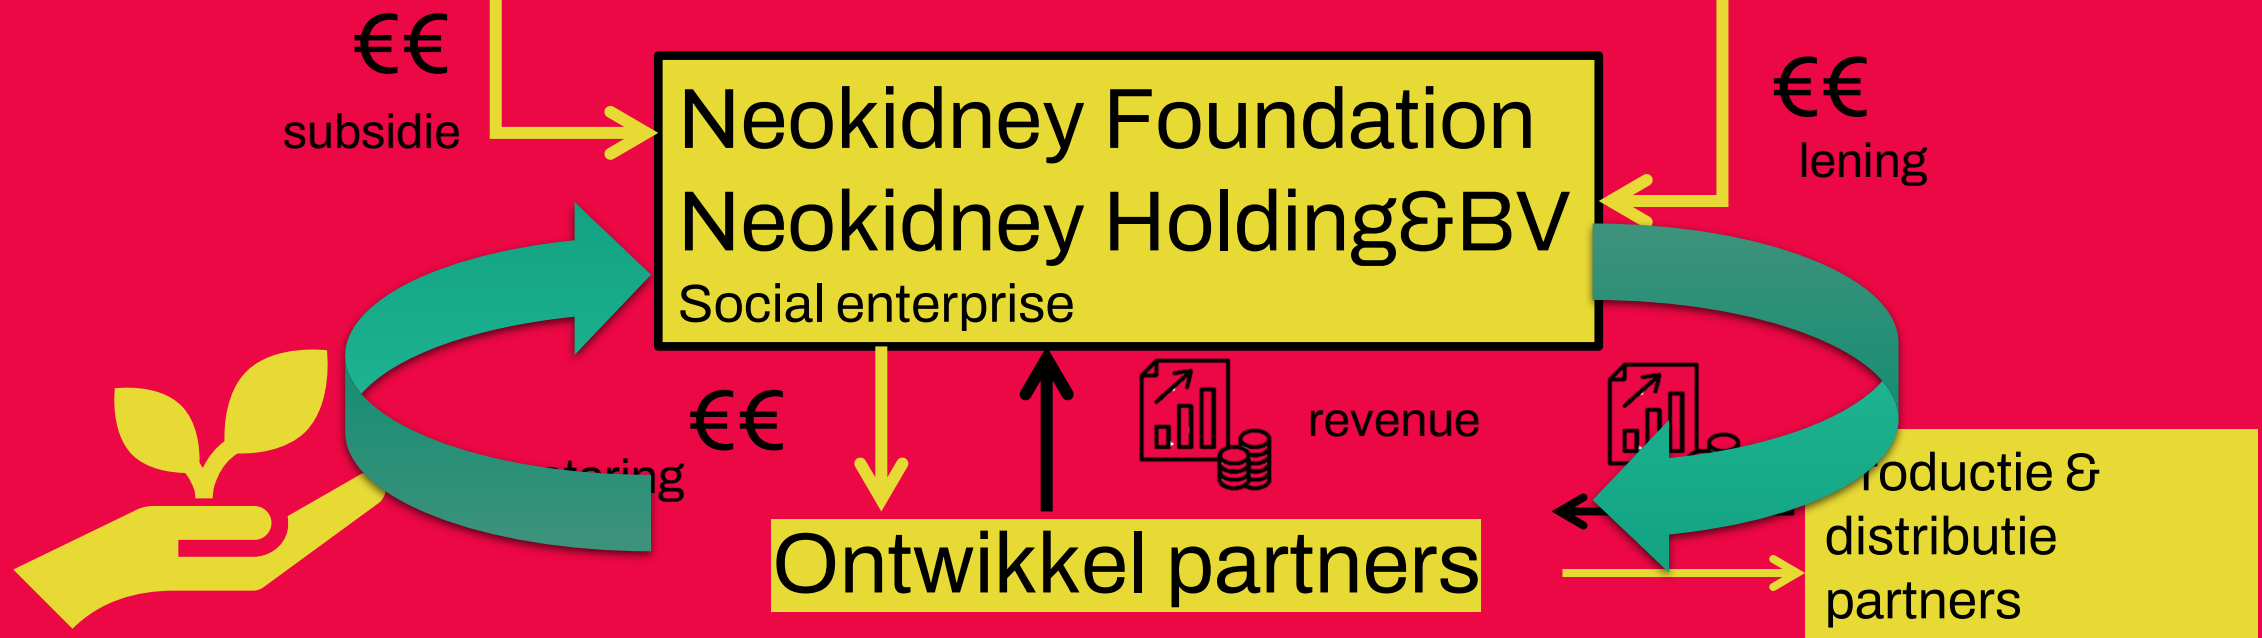 €€
subsidie
Neokidney Foundation
Neokidney Holding&BV
Social enterprise
€€
lening
€€
revenue
Ontwikkel partners
distributie
partners
&